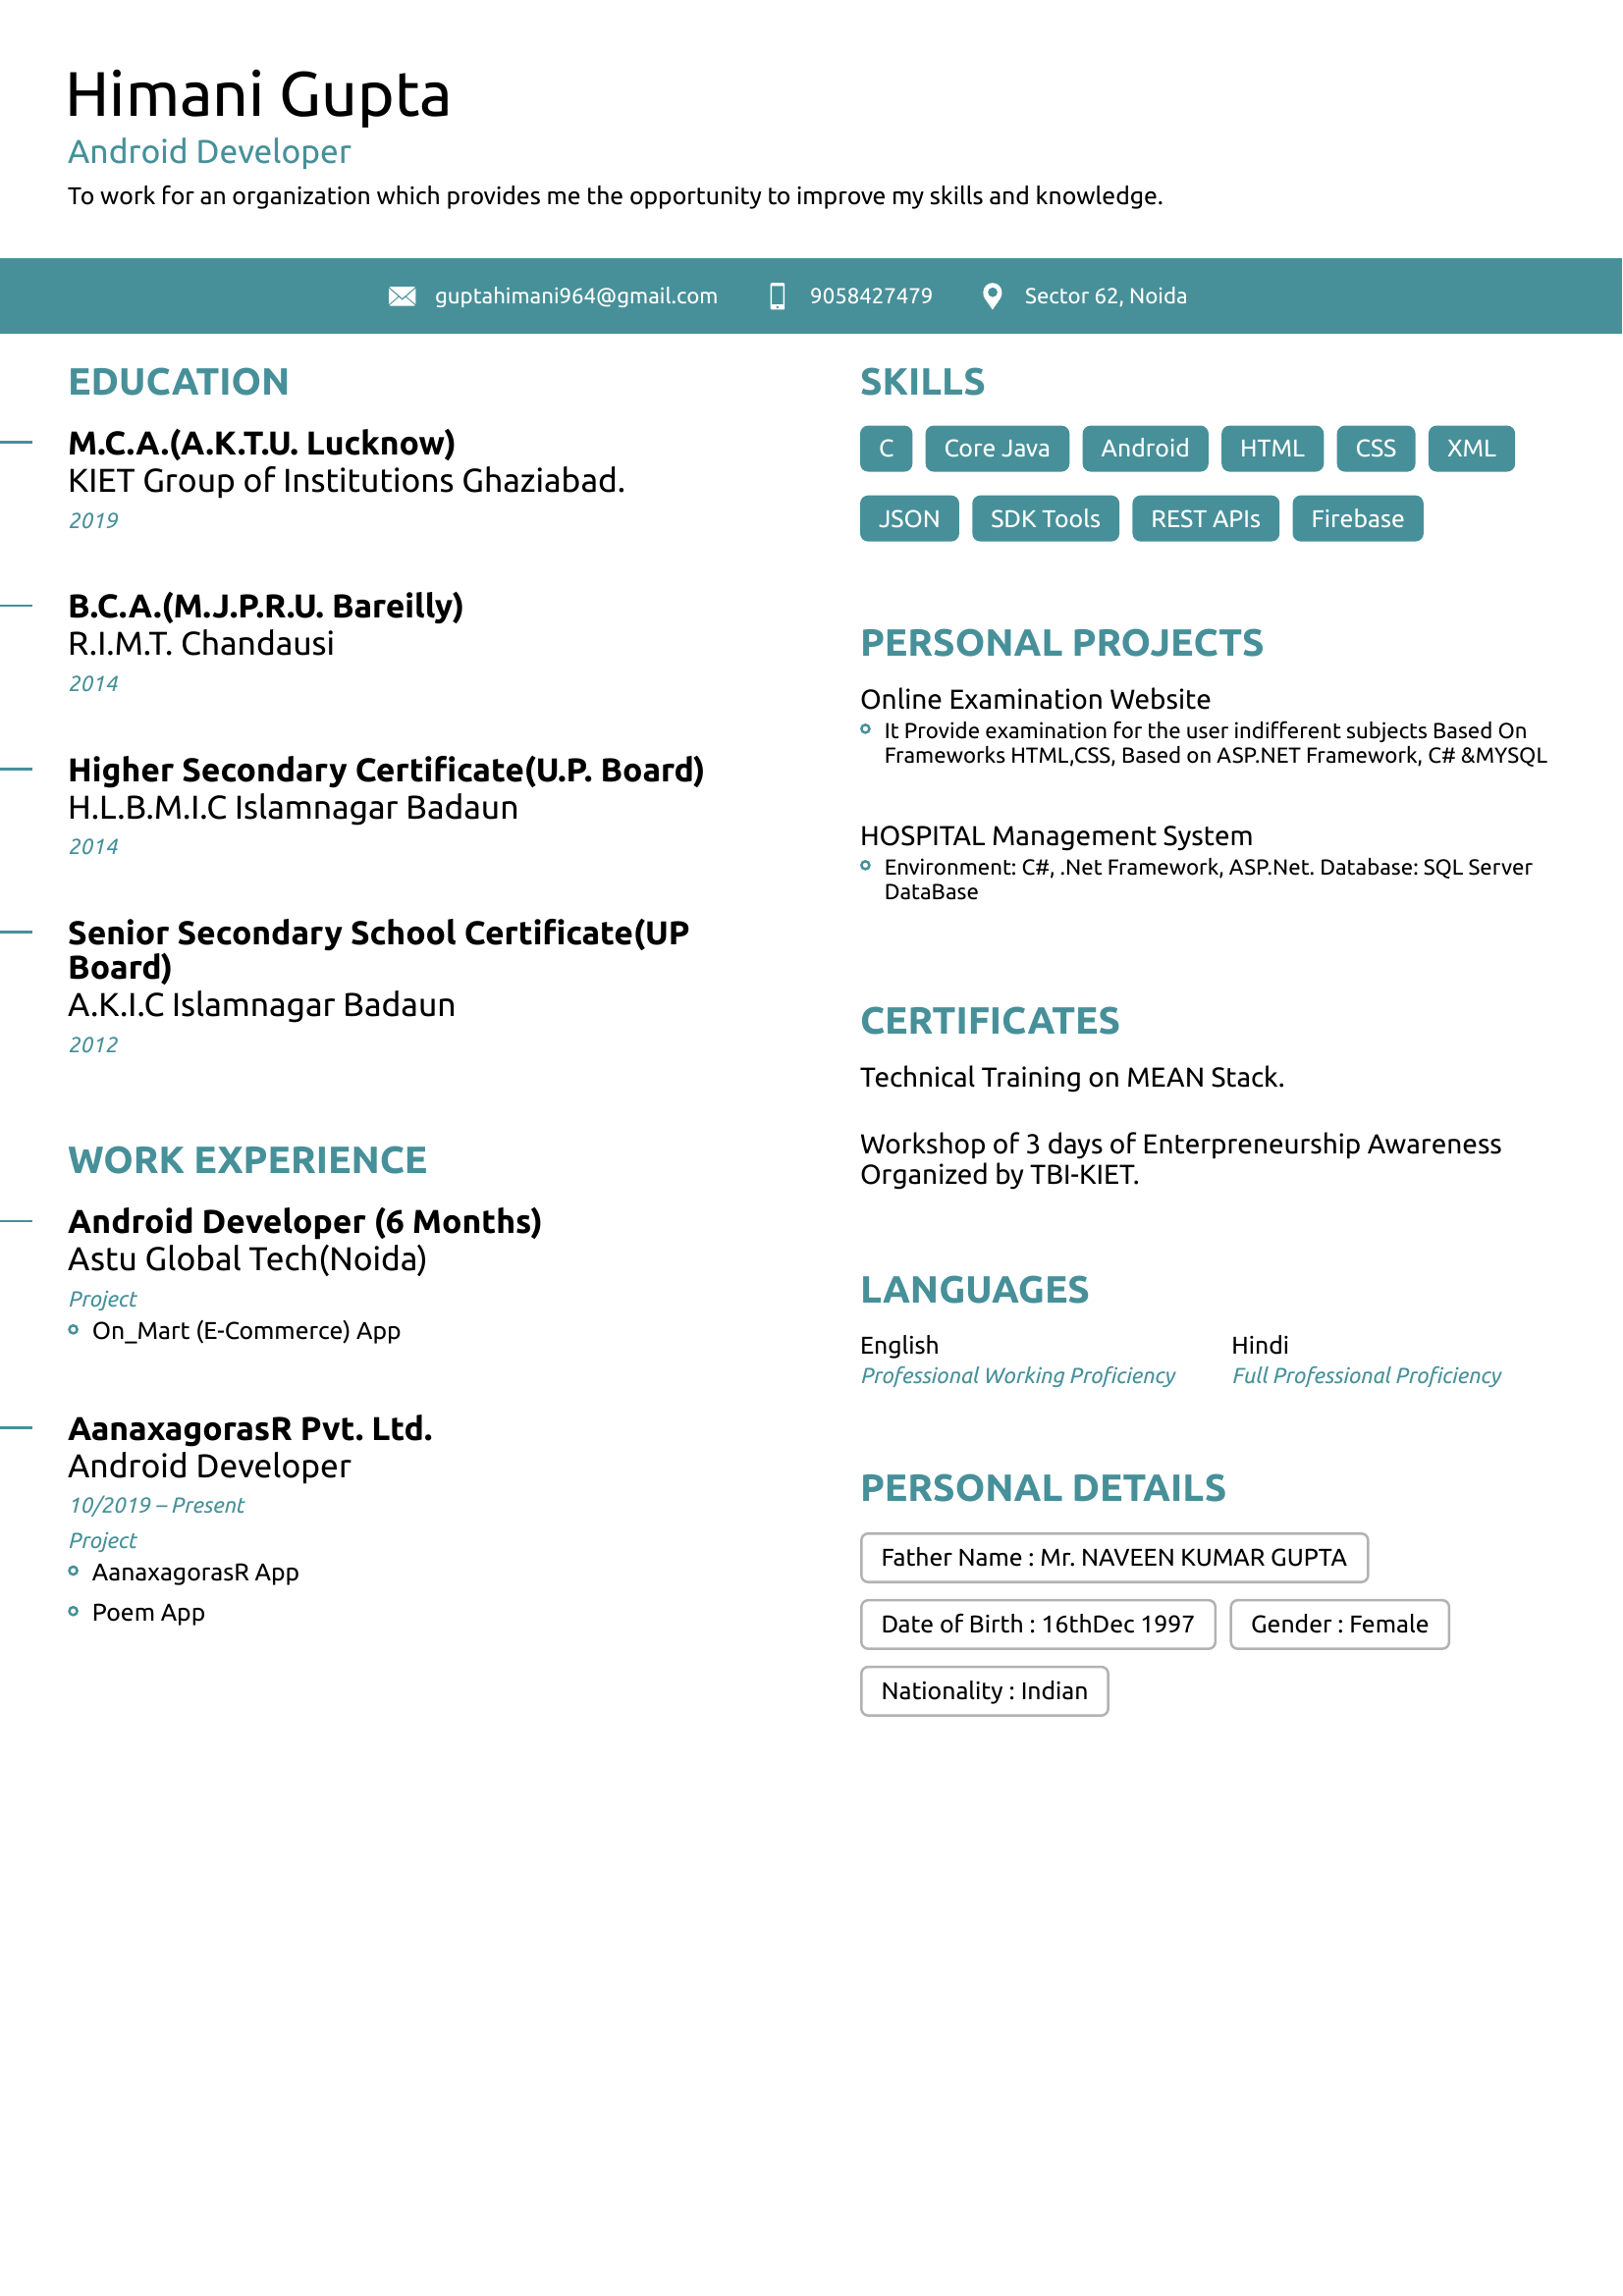 Himani Gupta
Android Developer
To work for an organization which provides me the opportunity to improve my skills and knowledge.
guptahimani964@gmail.com 9058427479 Sector 62, Noida
EDUCATION
M.C.A.(A.K.T.U. Lucknow)
KIET Group of Institutions Ghaziabad.
2019
B.C.A.(M.J.P.R.U. Bareilly)
R.I.M.T. Chandausi
2014
Higher Secondary Certificate(U.P. Board)
H.L.B.M.I.C Islamnagar Badaun
2014
Senior Secondary School Certificate(UP
Board)
A.K.I.C Islamnagar Badaun
2012
WORK EXPERIENCE
Android Developer (6 Months)
Astu Global Tech(Noida)
Project
On_Mart (E-Commerce) App
AanaxagorasR Pvt. Ltd.
Android Developer
10/2019 – Present
Project
AanaxagorasR App
Poem App
SKILLS
C Core Java Android HTML CSS XML
JSON SDK Tools REST APIs Firebase
PERSONAL PROJECTS
Online Examination Website
It Provide examination for the user indifferent subjects Based On
Frameworks HTML,CSS, Based on ASP.NET Framework, C# &MYSQL
HOSPITAL Management System
Environment: C#, .Net Framework, ASP.Net. Database: SQL Server
DataBase
CERTIFICATES
Technical Training on MEAN Stack.
Workshop of 3 days of Enterpreneurship Awareness
Organized by TBI-KIET.
LANGUAGES
English Hindi
Professional Working Proficiency Full Professional Proficiency
PERSONAL DETAILS
Father Name : Mr. NAVEEN KUMAR GUPTA
Date of Birth : 16thDec 1997 Gender : Female
Nationality : Indian